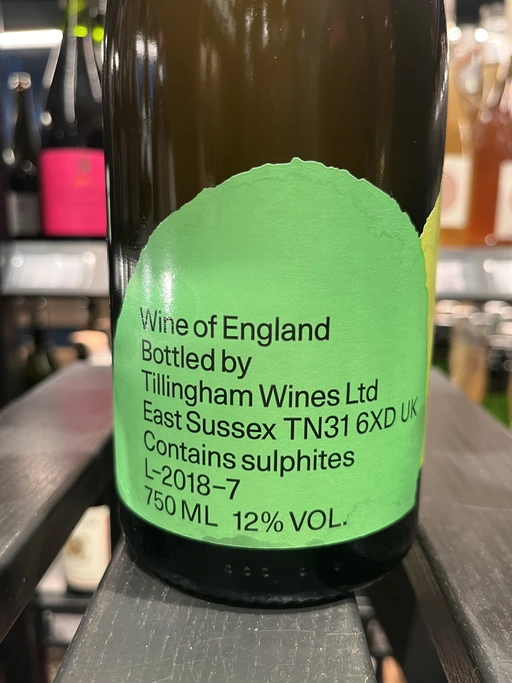 Wine of England
Bottled by
Tillingham Wines Ltd
East Sussex TN31 6XD UK
Contains sulphites
L-2018-7
750 ML 12% VOL.